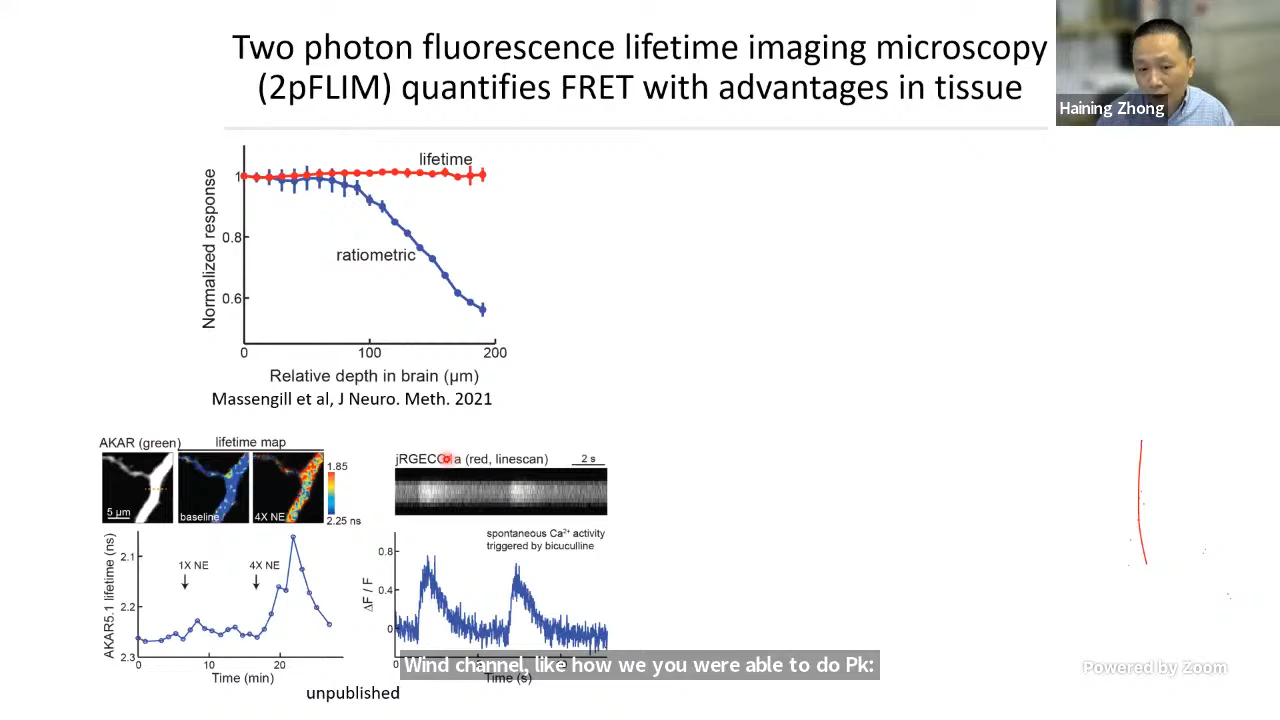 Two photon fluorescence lifetime imaging microscopy
(2pFLIM) quantifies FRET with advantages in tissue
Haining Zhong
lifetime
ratiometric
Normalized response
1
0.8
0.6
0
100
200
Relative depth in brain (µm)
Massengill et al, J Neuro. Meth. 2021
AKAR (green)
lifetime map
5 µm
baseline
4X NE
1.85
2.25 ns
AKAR5.1 lifetime (ns)
2.1
2.2
2.3
1X NE
4X NE
0
10
20
Time (min)
jRGECO a (red, linescan)
2 s
spontaneous Ca²⁺ activity
triggered by bicuculline
ΔF / F
0.8
0.4
0
Time (s)
Wind channel, like how we you were able to do Pk:
unpublished
Powered by Zoom